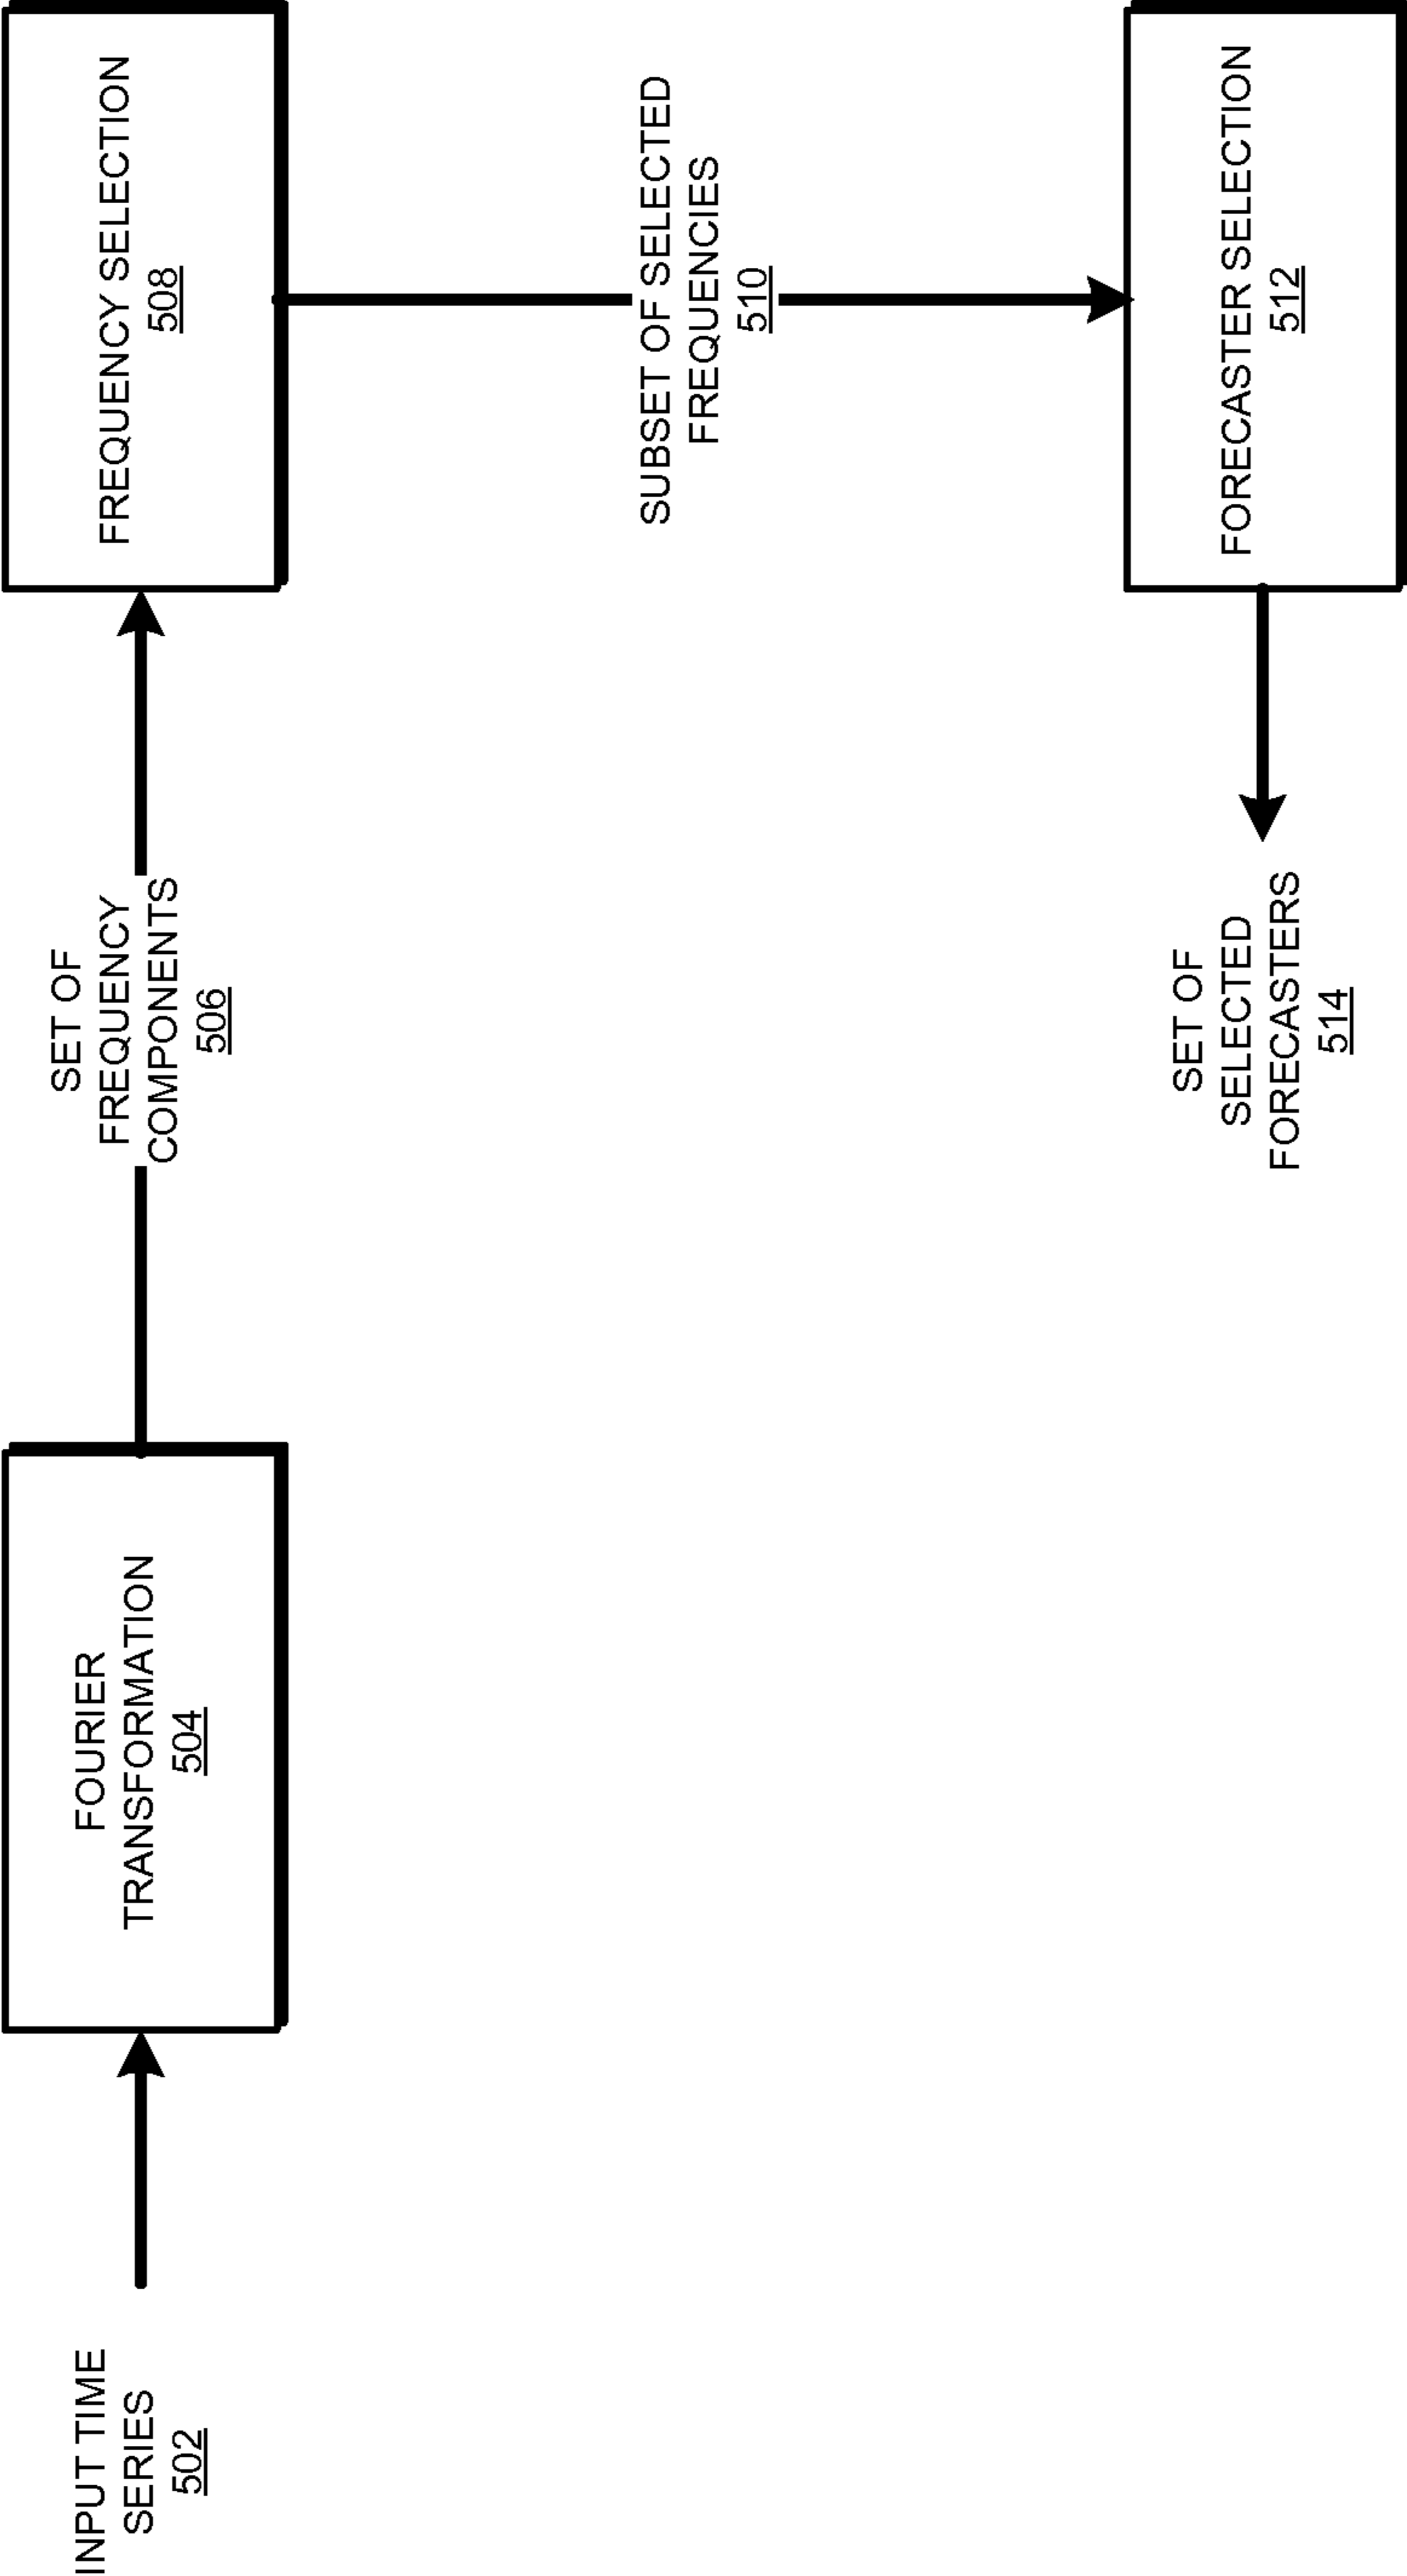 INPUT TIME
SERIES
502
FOURIER
TRANSFORMATION
504
SET OF
FREQUENCY
COMPONENTS
506
FREQUENCY SELECTION
508
SUBSET OF SELECTED
FREQUENCIES
510
FORECASTER SELECTION
512
SET OF
SELECTED
FORECASTERS
514